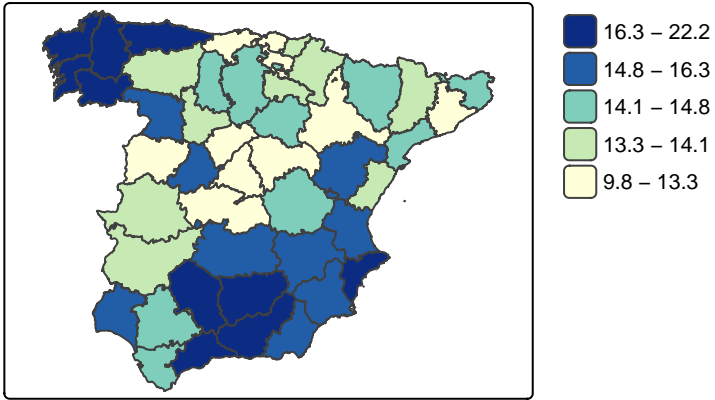 16.3 – 22.2
14.8 – 16.3
14.1 – 14.8
13.3 – 14.1
9.8 – 13.3